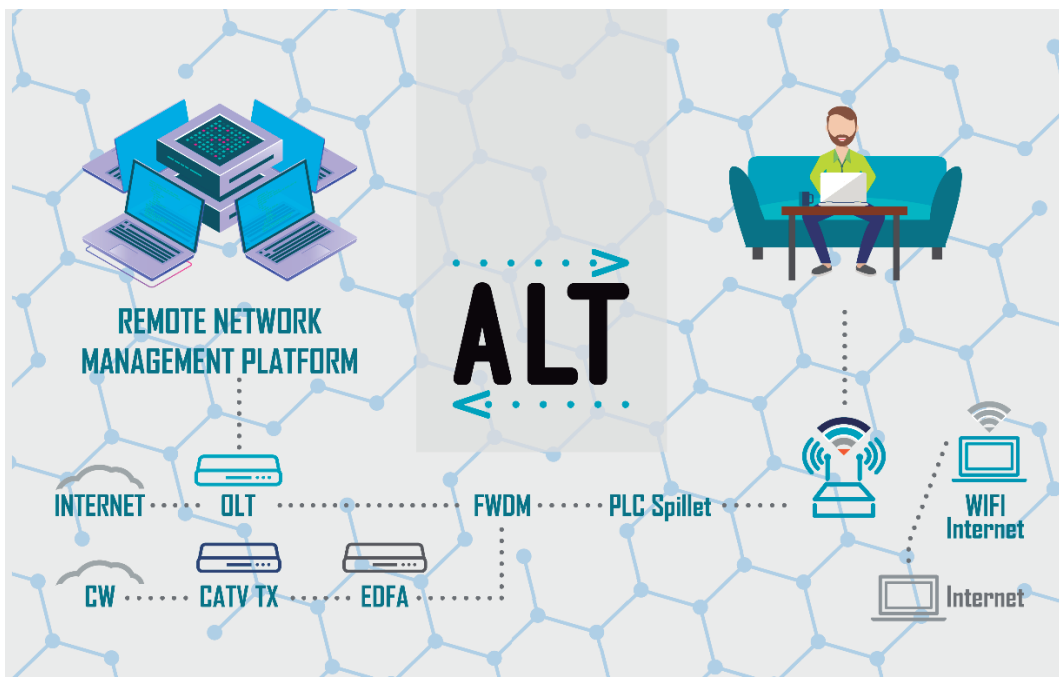 REMOTE NETWORK
MANAGEMENT PLATFORM
ALT
INTERNET
OLT
FWDM
PLC Spillet
WIFI
Internet
CW
CATV TX
EDFA
Internet